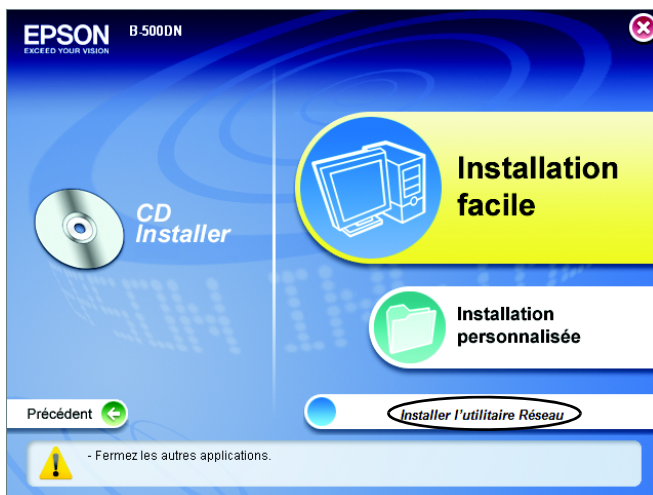 EPSON
EXCEED YOUR VISION
B-500DN
Installation
facile
CD
Installer
Installation
personnalisée
Précédent
Installer l'utilitaire Réseau
- Fermez les autres applications.